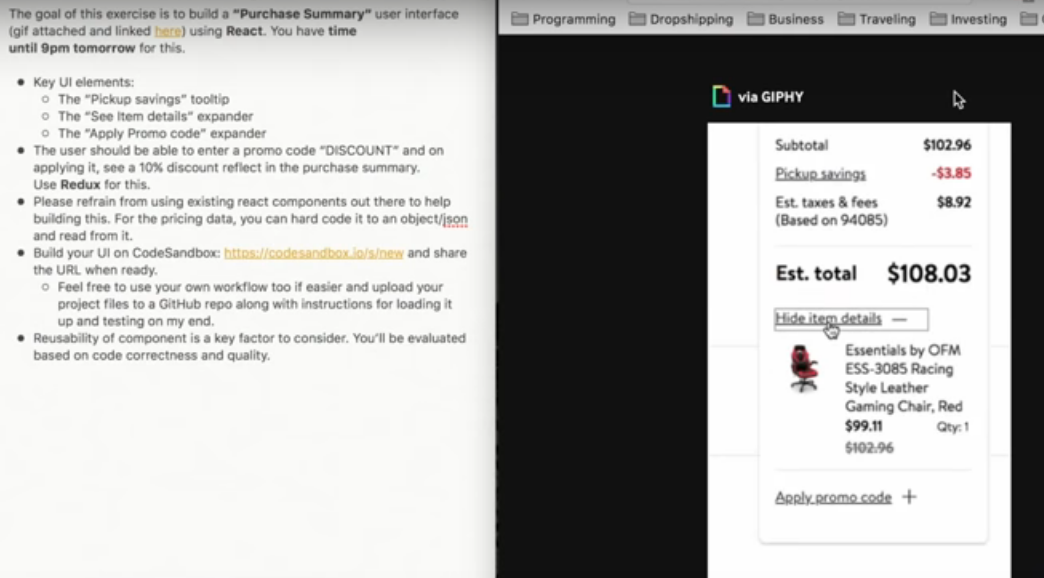 The goal of this exercise is to build a “Purchase Summary” user interface
(gif attached and linked here) using React. You have time
until 9pm tomorrow for this.
● Key UI elements:
○ The “Pickup savings” tooltip
○ The “See Item details” expander
○ The “Apply Promo code” expander
● The user should be able to enter a promo code “DISCOUNT” and on
applying it, see a 10% discount reflect in the purchase summary.
Use Redux for this.
● Please refrain from using existing react components out there to help
building this. For the pricing data, you can hard code it to an object/json
and read from it.
● Build your UI on CodeSandbox: https://codesandbox.io/s/new and share
the URL when ready.
○ Feel free to use your own workflow too if easier and upload your
project files to a GitHub repo along with instructions for loading it
up and testing on my end.
● Reusability of component is a key factor to consider. You’ll be evaluated
based on code correctness and quality.
Programming Dropshipping Business Traveling Investing
via GIPHY
Subtotal $102.96
Pickup savings -$3.85
Est. taxes & fees $8.92
(Based on 94085)
Est. total $108.03
Hide item details —
Essentials by OFM
ESS-3085 Racing
Style Leather
Gaming Chair, Red
$99.11 Qty: 1
$102.96
Apply promo code +